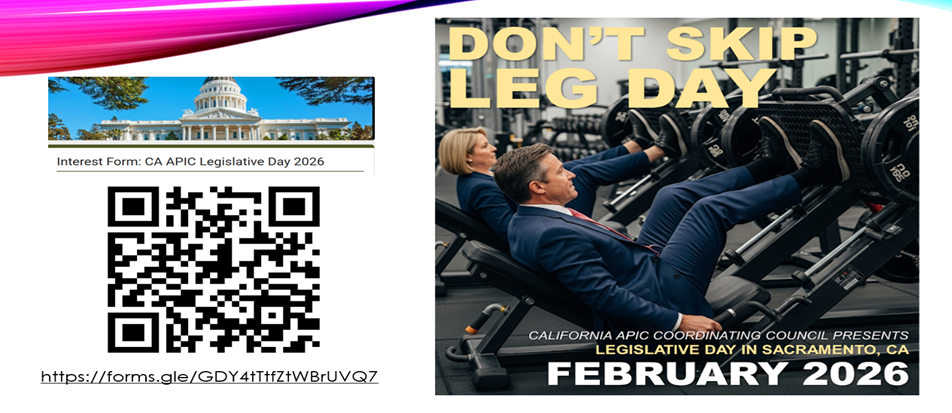 Interest Form: CA APIC Legislative Day 2026
https://forms.gle/GDY4tTtfZtWBrUVQ7
DON'T SKIP
LEG DAY
CALIFORNIA APIC COORDINATING COUNCIL PRESENTS
LEGISLATIVE DAY IN SACRAMENTO, CA
FEBRUARY 2026